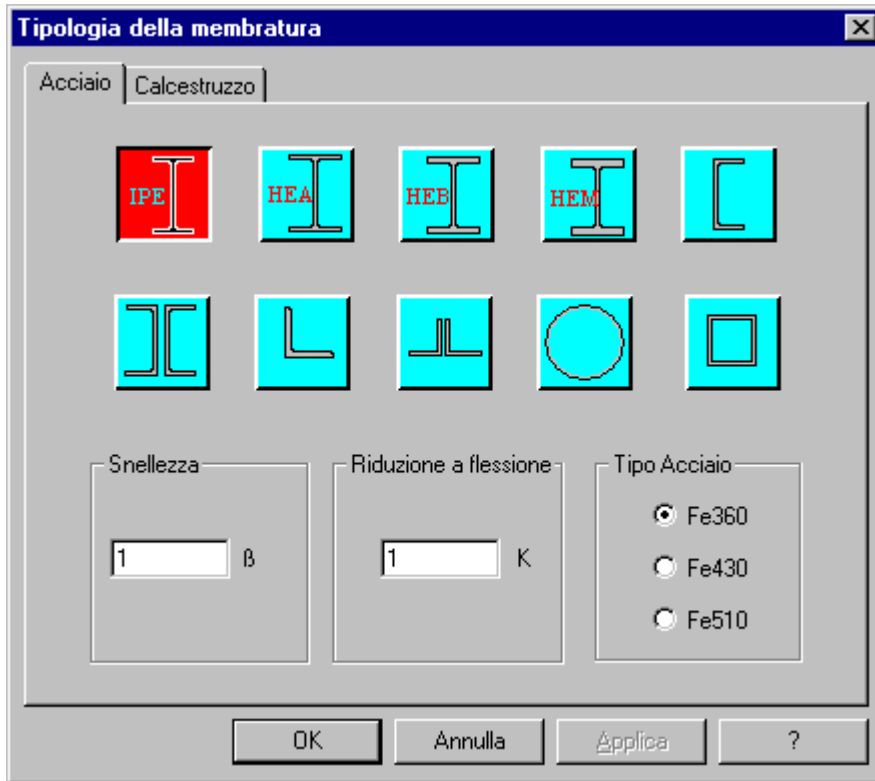 Tipologia della membratura
Acciaio Calcestruzzo
IPE HEA HEB HEM
Snellezza Riduzione a flessione Tipo Acciaio
1 ß 1 K
Fe360
Fe430
Fe510
OK Annulla Applica ?